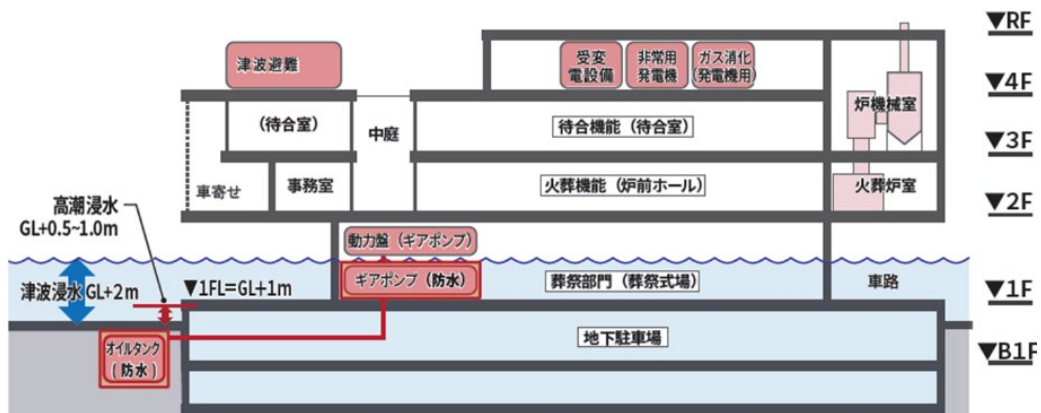 ▼RF
津波避難
受変
電設備
非常用
発電機
ガス消化
(発電機用)
▼4F
炉機械室
(待合室)
中庭
待合機能（待合室）
▼3F
車寄せ
事務室
火葬機能（炉前ホール）
火葬炉室
▼2F
高潮浸水
GL+0.5~1.0m
動力盤（ギアポンプ）
津波浸水 GL+2m
▼1FL=GL+1m
ギアポンプ（防水）
葬祭部門（葬祭式場）
車路
▼1F
オイルタンク
(防水)
地下駐車場
▼B1F